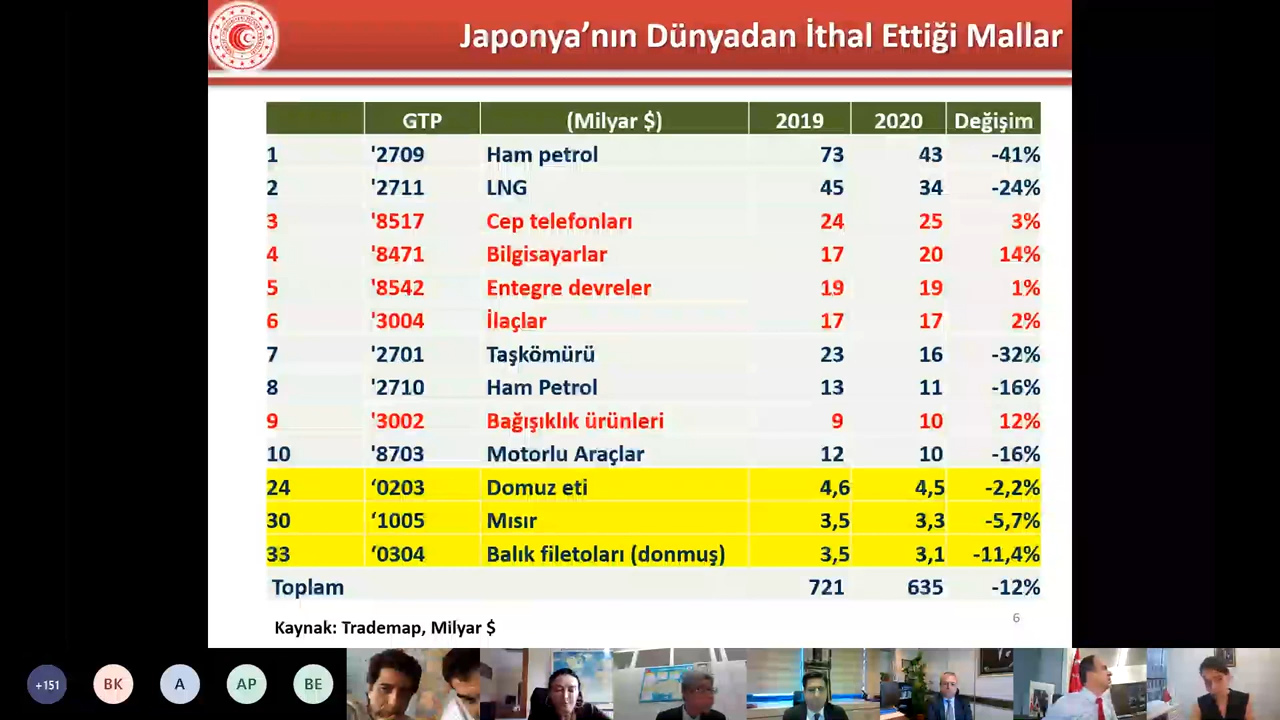 Japonya’nın Dünyadan İthal Ettiği Mallar
GTP (Milyar $) 2019 2020 Değişim
1 '2709 Ham petrol 73 43 -41%
2 '2711 LNG 45 34 -24%
3 '8517 Cep telefonları 24 25 3%
4 '8471 Bilgisayarlar 17 20 14%
5 '8542 Entegre devreler 19 19 1%
6 '3004 İlaçlar 17 17 2%
7 '2701 Taşkömürü 23 16 -32%
8 '2710 Ham Petrol 13 11 -16%
9 '3002 Bağışıklık ürünleri 9 10 12%
10 '8703 Motorlu Araçlar 12 10 -16%
24 ‘0203 Domuz eti 4,6 4,5 -2,2%
30 ‘1005 Mısır 3,5 3,3 -5,7%
33 ‘0304 Balık filetoları (donmuş) 3,5 3,1 -11,4%
Toplam 721 635 -12%
Kaynak: Trademap, Milyar $
6
+151 BK A AP BE